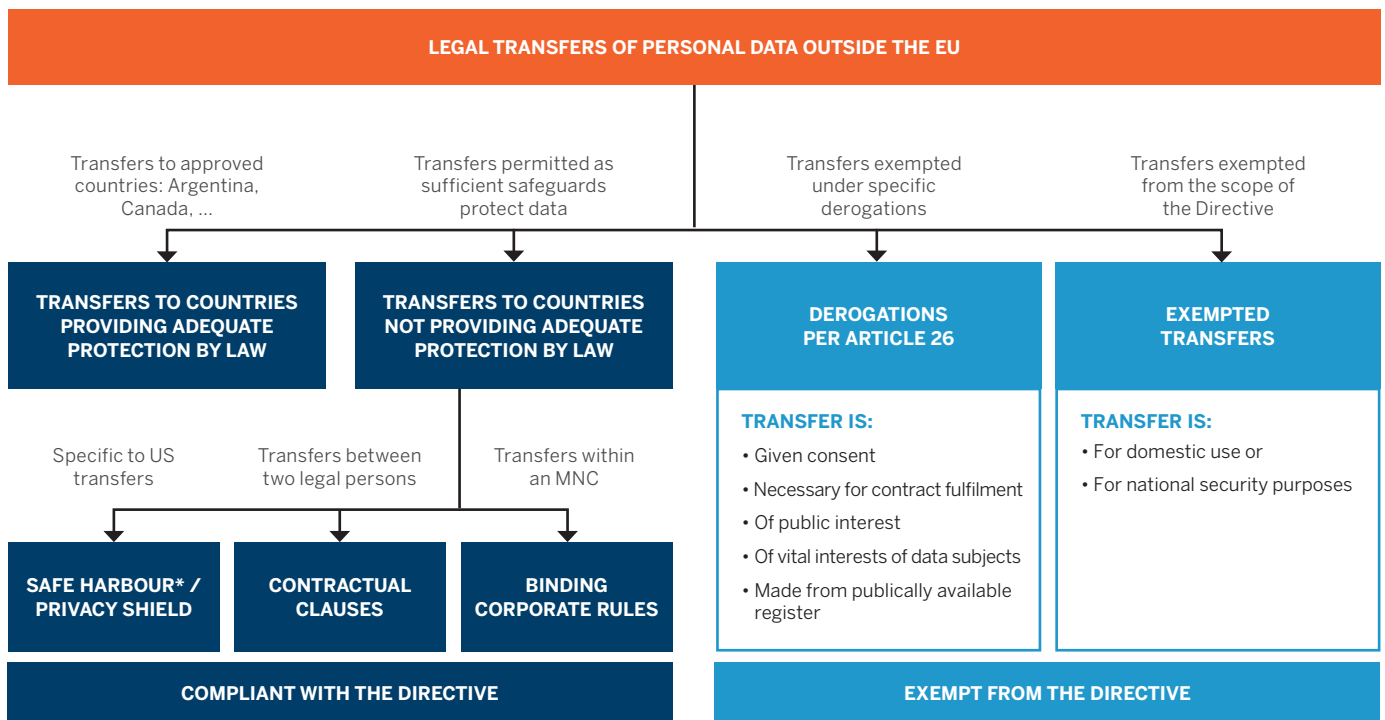 LEGAL TRANSFERS OF PERSONAL DATA OUTSIDE THE EU
Transfers to approved
countries: Argentina,
Canada, ...
Transfers permitted as
sufficient safeguards
protect data
Transfers exempted
under specific
derogations
Transfers exempted
from the scope of
the Directive
TRANSFERS TO COUNTRIES
PROVIDING ADEQUATE
PROTECTION BY LAW
TRANSFERS TO COUNTRIES
NOT PROVIDING ADEQUATE
PROTECTION BY LAW
DEROGATIONS
PER ARTICLE 26
EXEMPTED
TRANSFERS
Specific to US
transfers
Transfers between
two legal persons
Transfers within
an MNC
SAFE HARBOUR* /
PRIVACY SHIELD
CONTRACTUAL
CLAUSES
BINDING
CORPORATE RULES
TRANSFER IS:
• Given consent
• Necessary for contract fulfilment
• Of public interest
• Of vital interests of data subjects
• Made from publically available
register
TRANSFER IS:
• For domestic use or
• For national security purposes
COMPLIANT WITH THE DIRECTIVE
EXEMPT FROM THE DIRECTIVE